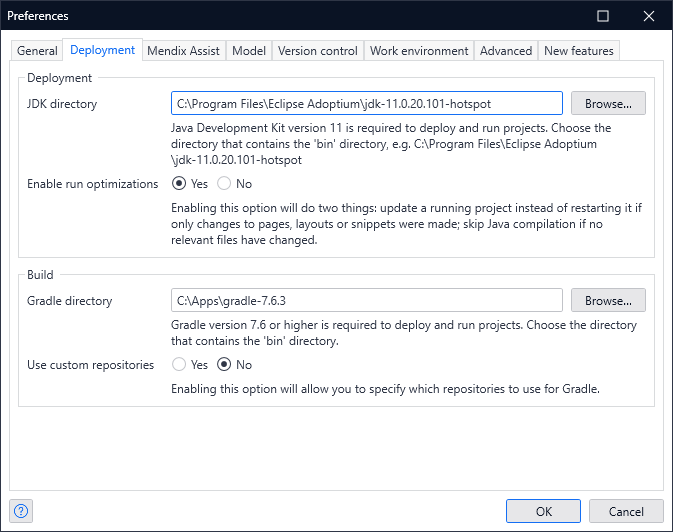 Preferences
General Deployment Mendix Assist Model Version control Work environment Advanced New features
Deployment
JDK directory C:\Program Files\Eclipse Adoptium\jdk-11.0.20.101-hotspot Browse...
Java Development Kit version 11 is required to deploy and run projects. Choose the
directory that contains the 'bin' directory, e.g. C:\Program Files\Eclipse Adoptium
\jdk-11.0.20.101-hotspot
Enable run optimizations Yes No
Enabling this option will do two things: update a running project instead of restarting it if
only changes to pages, layouts or snippets were made; skip Java compilation if no
relevant files have changed.
Build
Gradle directory C:\Apps\gradle-7.6.3 Browse...
Gradle version 7.6 or higher is required to deploy and run projects. Choose the directory
that contains the 'bin' directory.
Use custom repositories Yes No
Enabling this option will allow you to specify which repositories to use for Gradle.
? OK Cancel